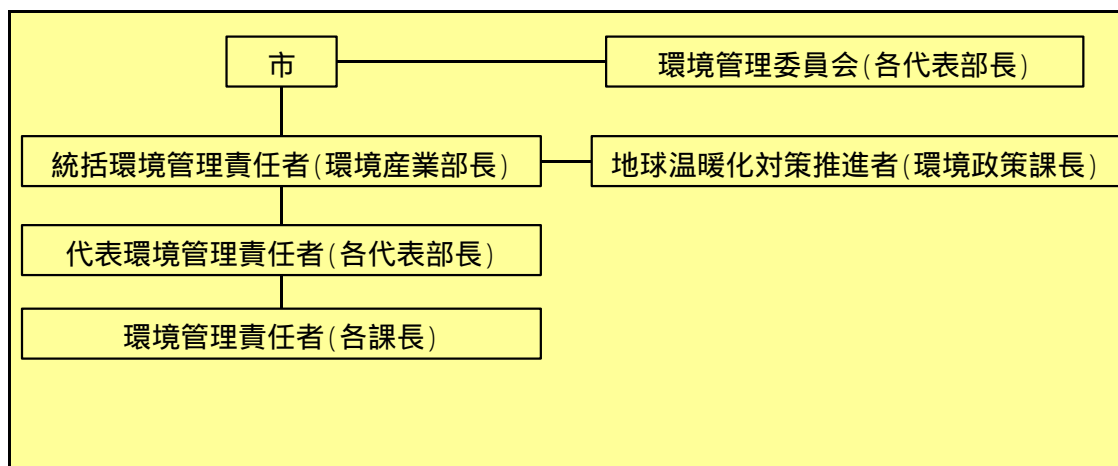 市
環境管理委員会(各代表部長)
統括環境管理責任者(環境産業部長)
地球温暖化対策推進者(環境政策課長)
代表環境管理責任者(各代表部長)
環境管理責任者(各課長)